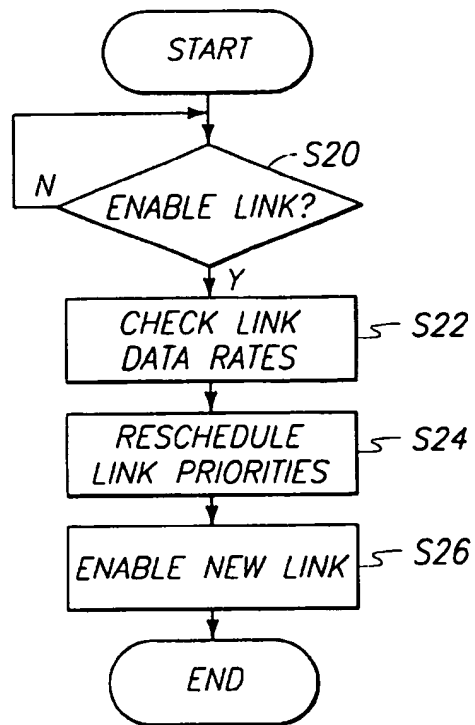 START
S20
N
ENABLE LINK?
Y
CHECK LINK
DATA RATES
S22
RESCHEDULE
LINK PRIORITIES
S24
ENABLE NEW LINK
S26
END